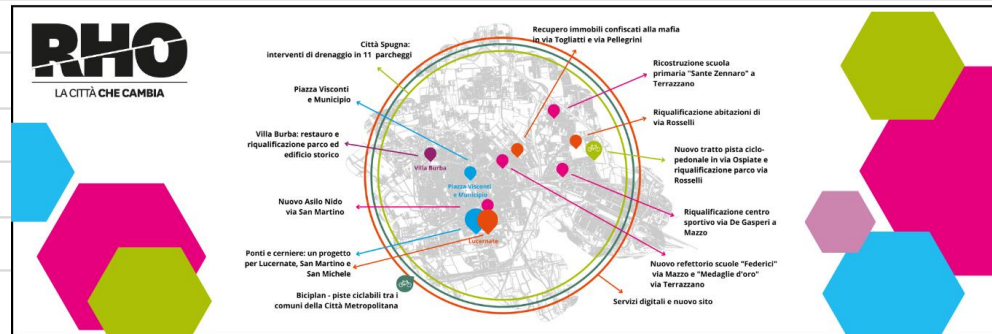 RHO
LA CITTÀ CHE CAMBIA
Città Spugna:
interventi di drenaggio in 11 parcheggi
Piazza Visconti
e Municipio
Villa Burba: restauro e
riqualificazione parco ed
edificio storico
Nuovo Asilo Nido
via San Martino
Ponti e cerniere: un progetto
per Lucernate, San Martino e
San Michele
Biciplan - piste ciclabili tra i
comuni della Città Metropolitana
Villa Burba
Piazza Visconti
e Municipio
Lucernate
Recupero immobili confiscati alla mafia
in via Togliatti e via Pellegrini
Ricostruzione scuola
primaria "Sante Zennaro" a
Terrazzano
Riqualificazione abitazioni di
via Rosselli
Nuovo tratto pista ciclo-
pedonale in via Ospiate e
riqualificazione parco via
Rosselli
Riqualificazione centro
sportivo via De Gasperi a
Mazzo
Nuovo refettorio scuole "Federici"
via Mazzo e "Medaglie d'oro"
via Terrazzano
Servizi digitali e nuovo sito